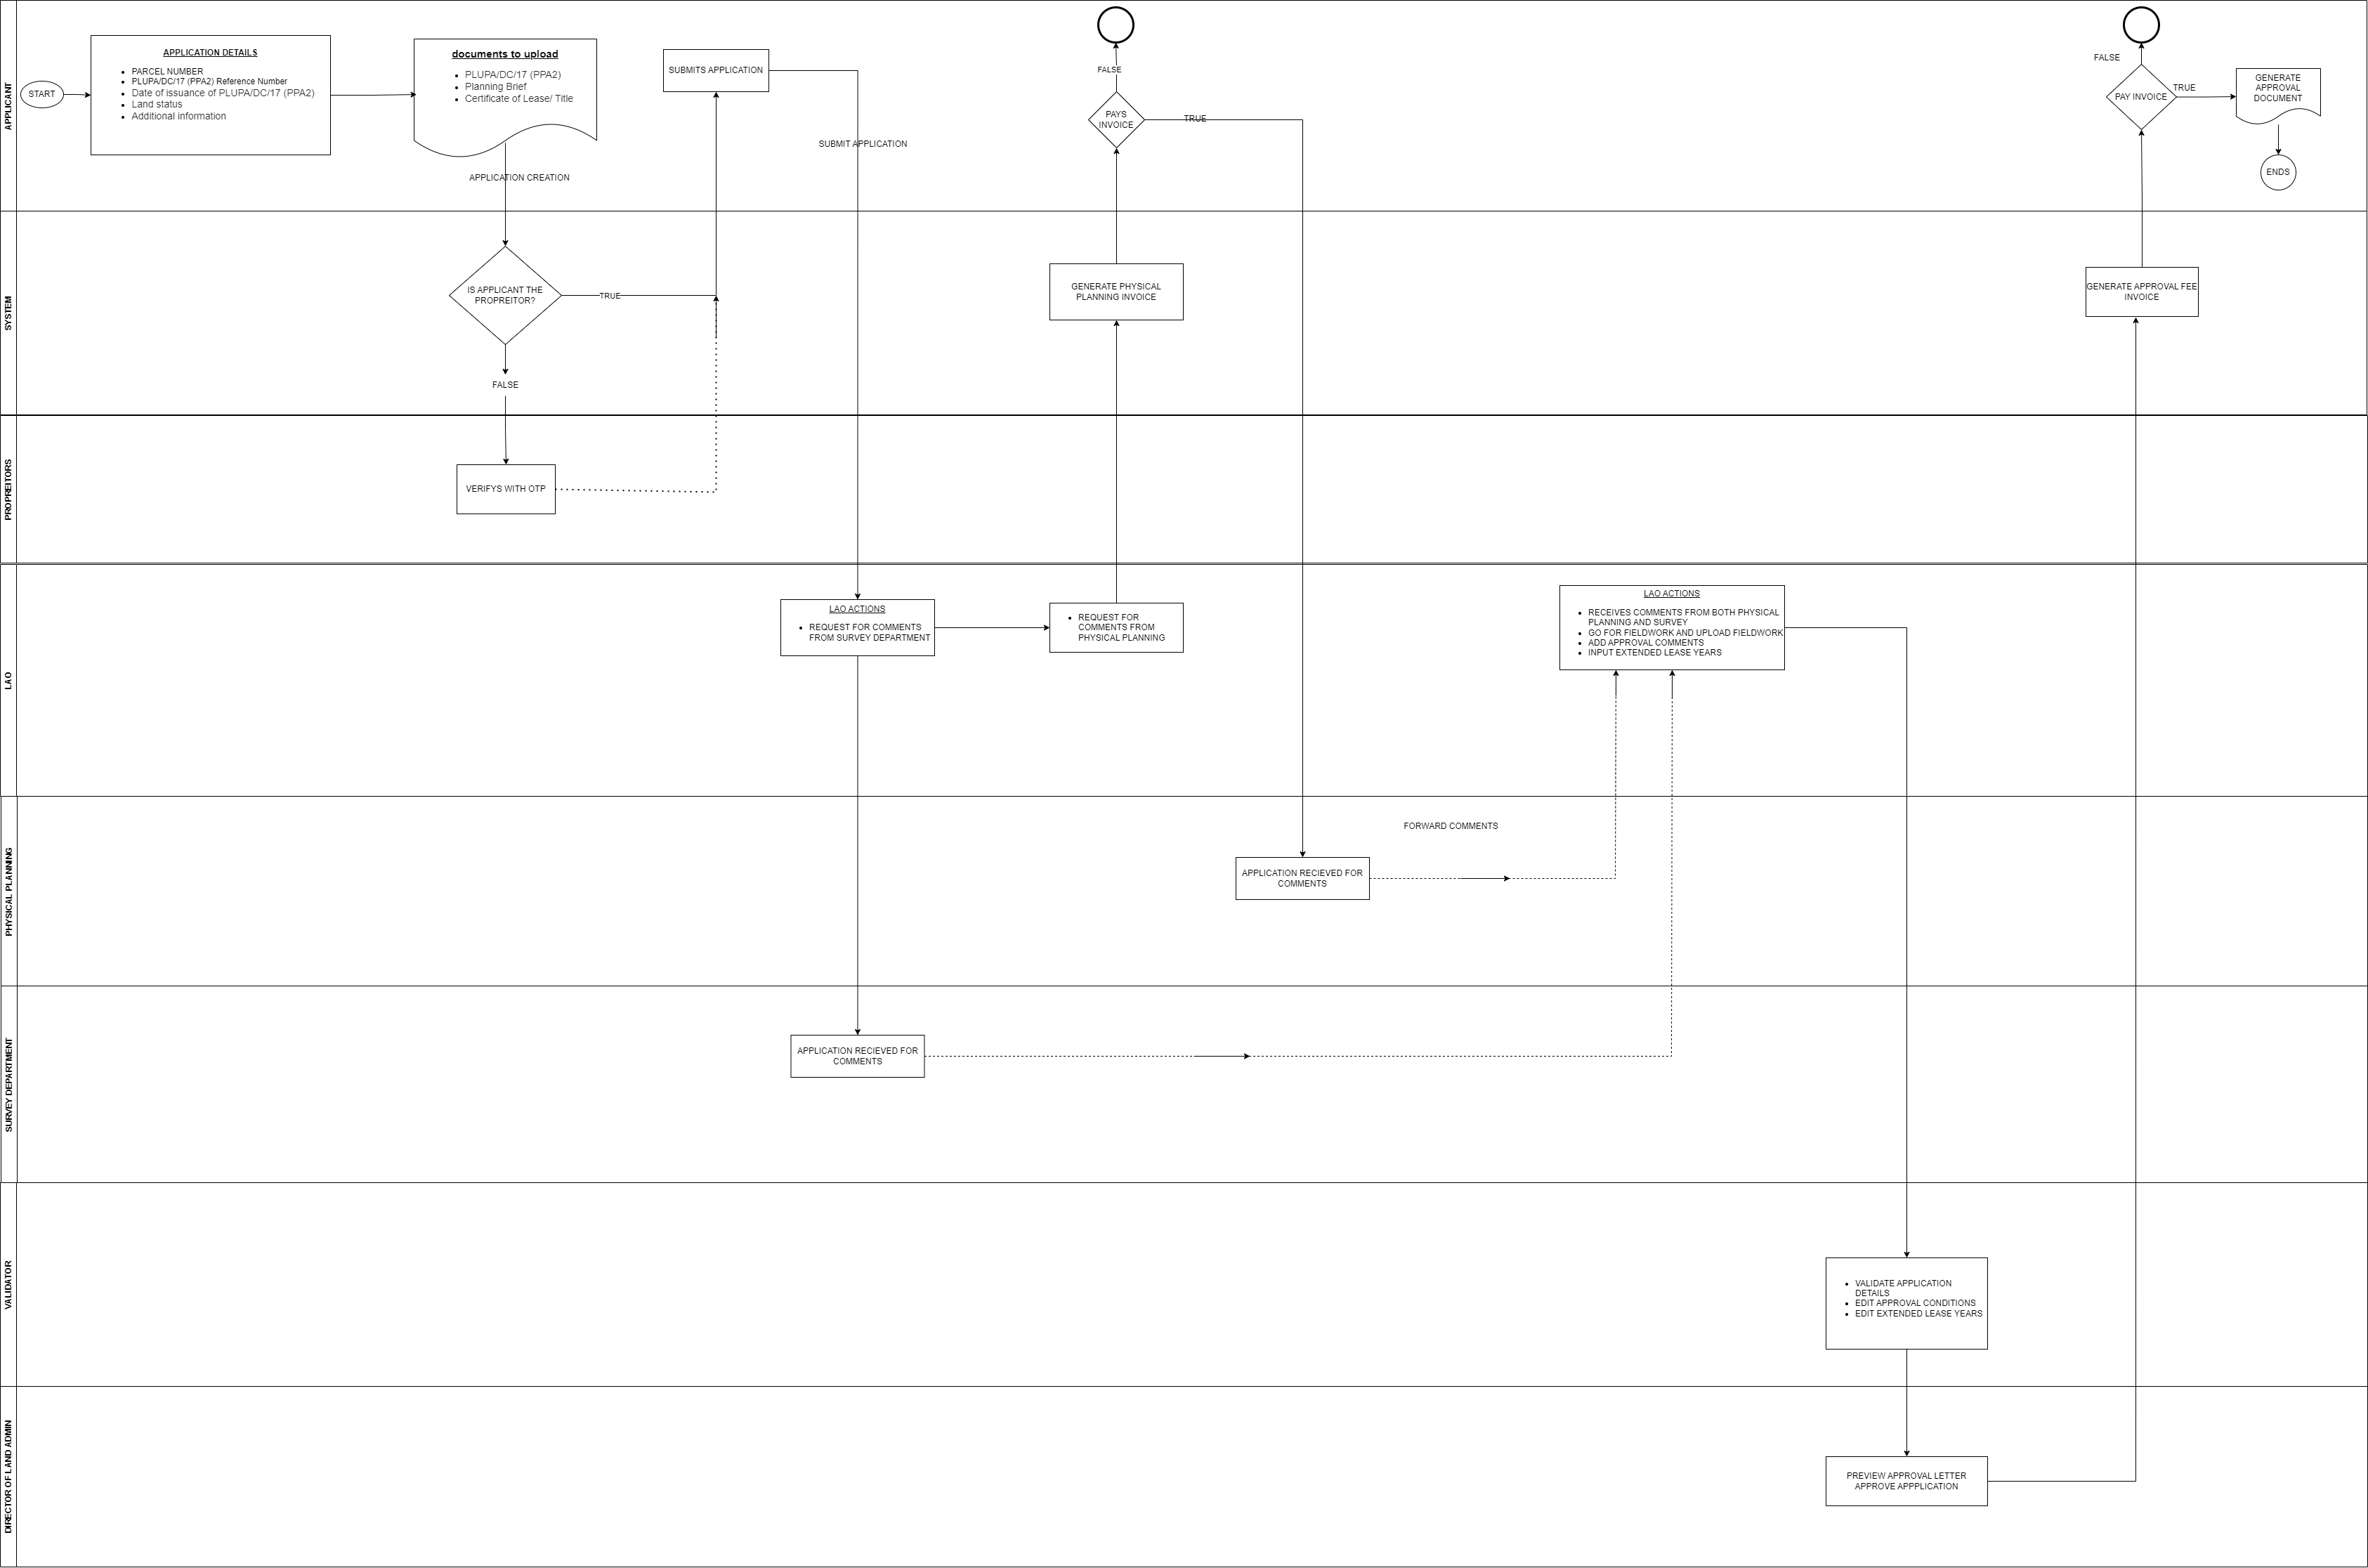 APPLICANT
START
APPLICATION DETAILS
PARCEL NUMBER
PLUPA/DC/17 (PPA2) Reference Number
Date of issuance of PLUPA/DC/17 (PPA2)
Land status
Additional information
documents to upload
PLUPA/DC/17 (PPA2)
Planning Brief
Certificate of Lease/ Title
APPLICATION CREATION
SUBMITS APPLICATION
SUBMIT APPLICATION
FALSE
PAYS
INVOICE
TRUE
FALSE
PAY INVOICE
TRUE
GENERATE
APPROVAL
DOCUMENT
ENDS
SYSTEM
IS APPLICANT THE
PROPREITOR?
TRUE
FALSE
GENERATE PHYSICAL
PLANNING INVOICE
GENERATE APPROVAL FEE
INVOICE
PROPREITORS
VERIFYS WITH OTP
LAO
LAO ACTIONS
REQUEST FOR COMMENTS
FROM SURVEY DEPARTMENT
REQUEST FOR
COMMENTS FROM
PHYSICAL PLANNING
LAO ACTIONS
RECEIVES COMMENTS FROM BOTH PHYSICAL
PLANNING AND SURVEY
GO FOR FIELDWORK AND UPLOAD FIELDWORK
ADD APPROVAL COMMENTS
INPUT EXTENDED LEASE YEARS
PHYSICAL PLANNING
FORWARD COMMENTS
APPLICATION RECIEVED FOR
COMMENTS
SURVEY DEPARTMENT
APPLICATION RECIEVED FOR
COMMENTS
VALIDATOR
VALIDATE APPLICATION
DETAILS
EDIT APPROVAL CONDITIONS
EDIT EXTENDED LEASE YEARS
DIRECTOR OF LAND ADMIN
PREVIEW APPROVAL LETTER
APPROVE APPPLICATION